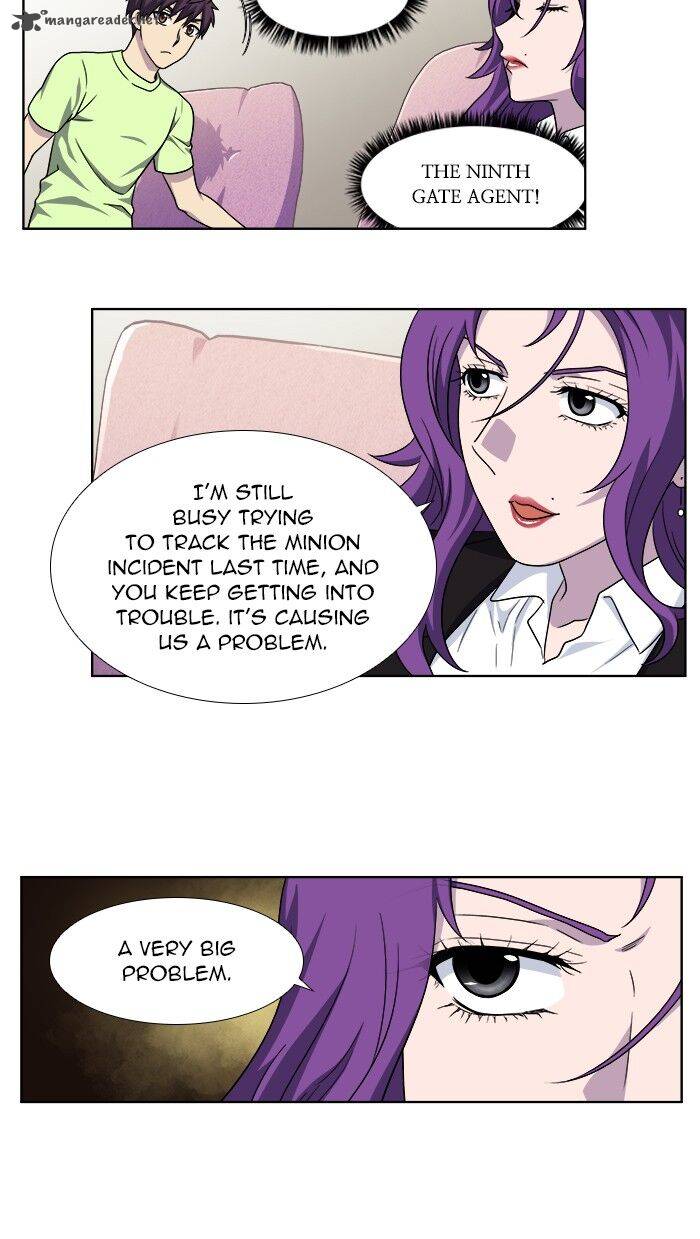 mangareader.net
THE NINTH
GATE AGENT!
I'M STILL
BUSY TRYING
TO TRACK THE MINION
INCIDENT LAST TIME, AND
YOU KEEP GETTING INTO
TROUBLE. IT'S CAUSING
US A PROBLEM.
A VERY BIG
PROBLEM.